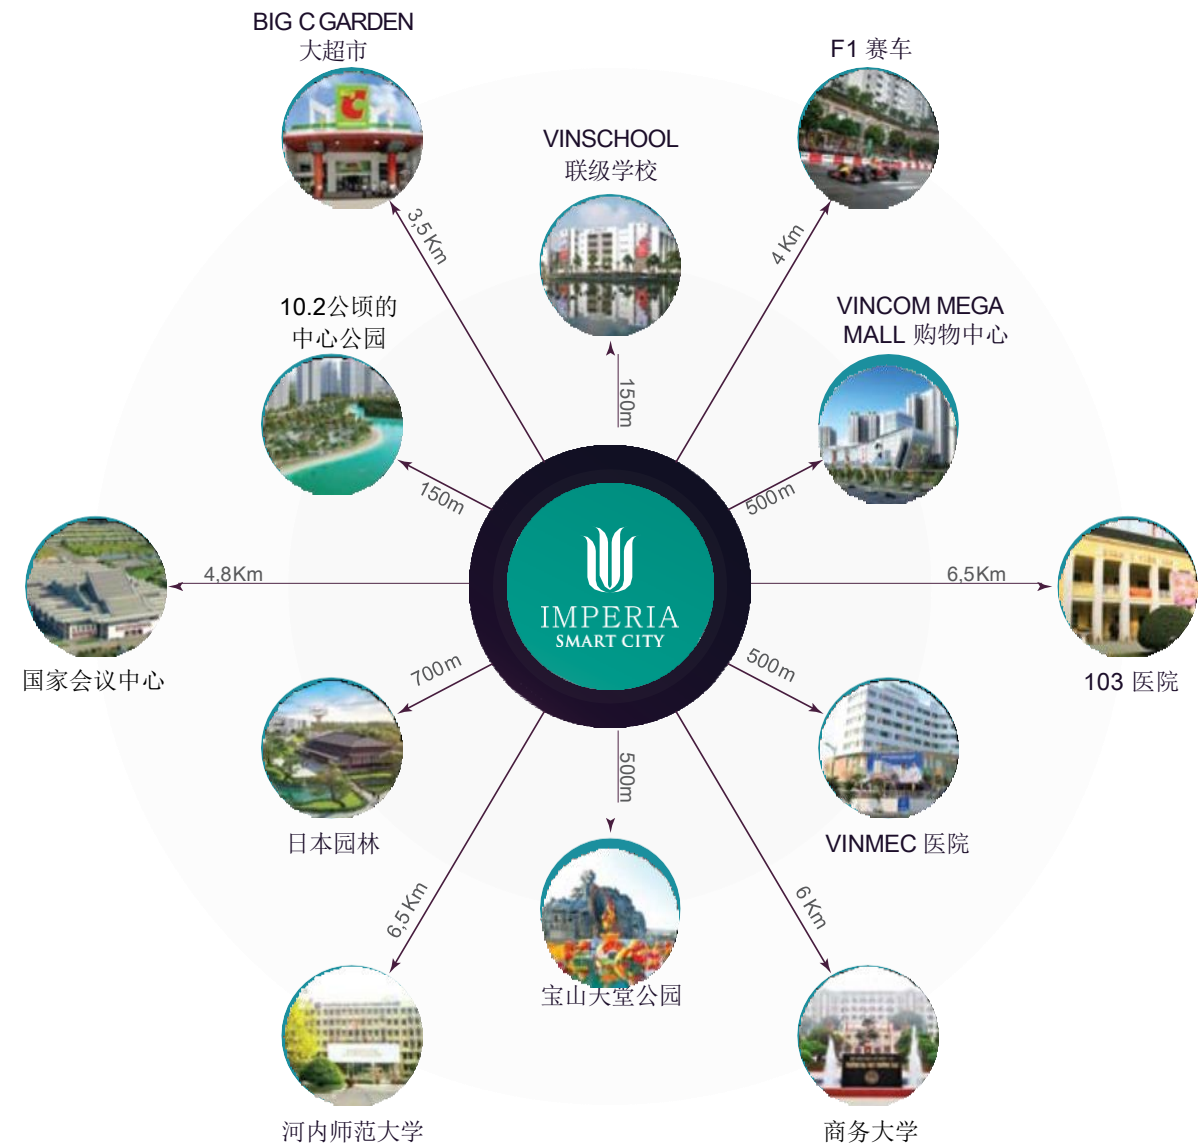 BIG C GARDEN
大超市
F1 赛车
VINSCHOOL
联级学校
3,5Km
4Km
10.2公顷的
中心公园
VINCOM MEGA
MALL 购物中心
150m
150m
500m
4,8Km
6,5Km
IMPERIA
SMART CITY
国家会议中心
103 医院
700m
500m
500m
日本园林
VINMEC 医院
6,5Km
6Km
宝山天堂公园
河内师范大学
商务大学